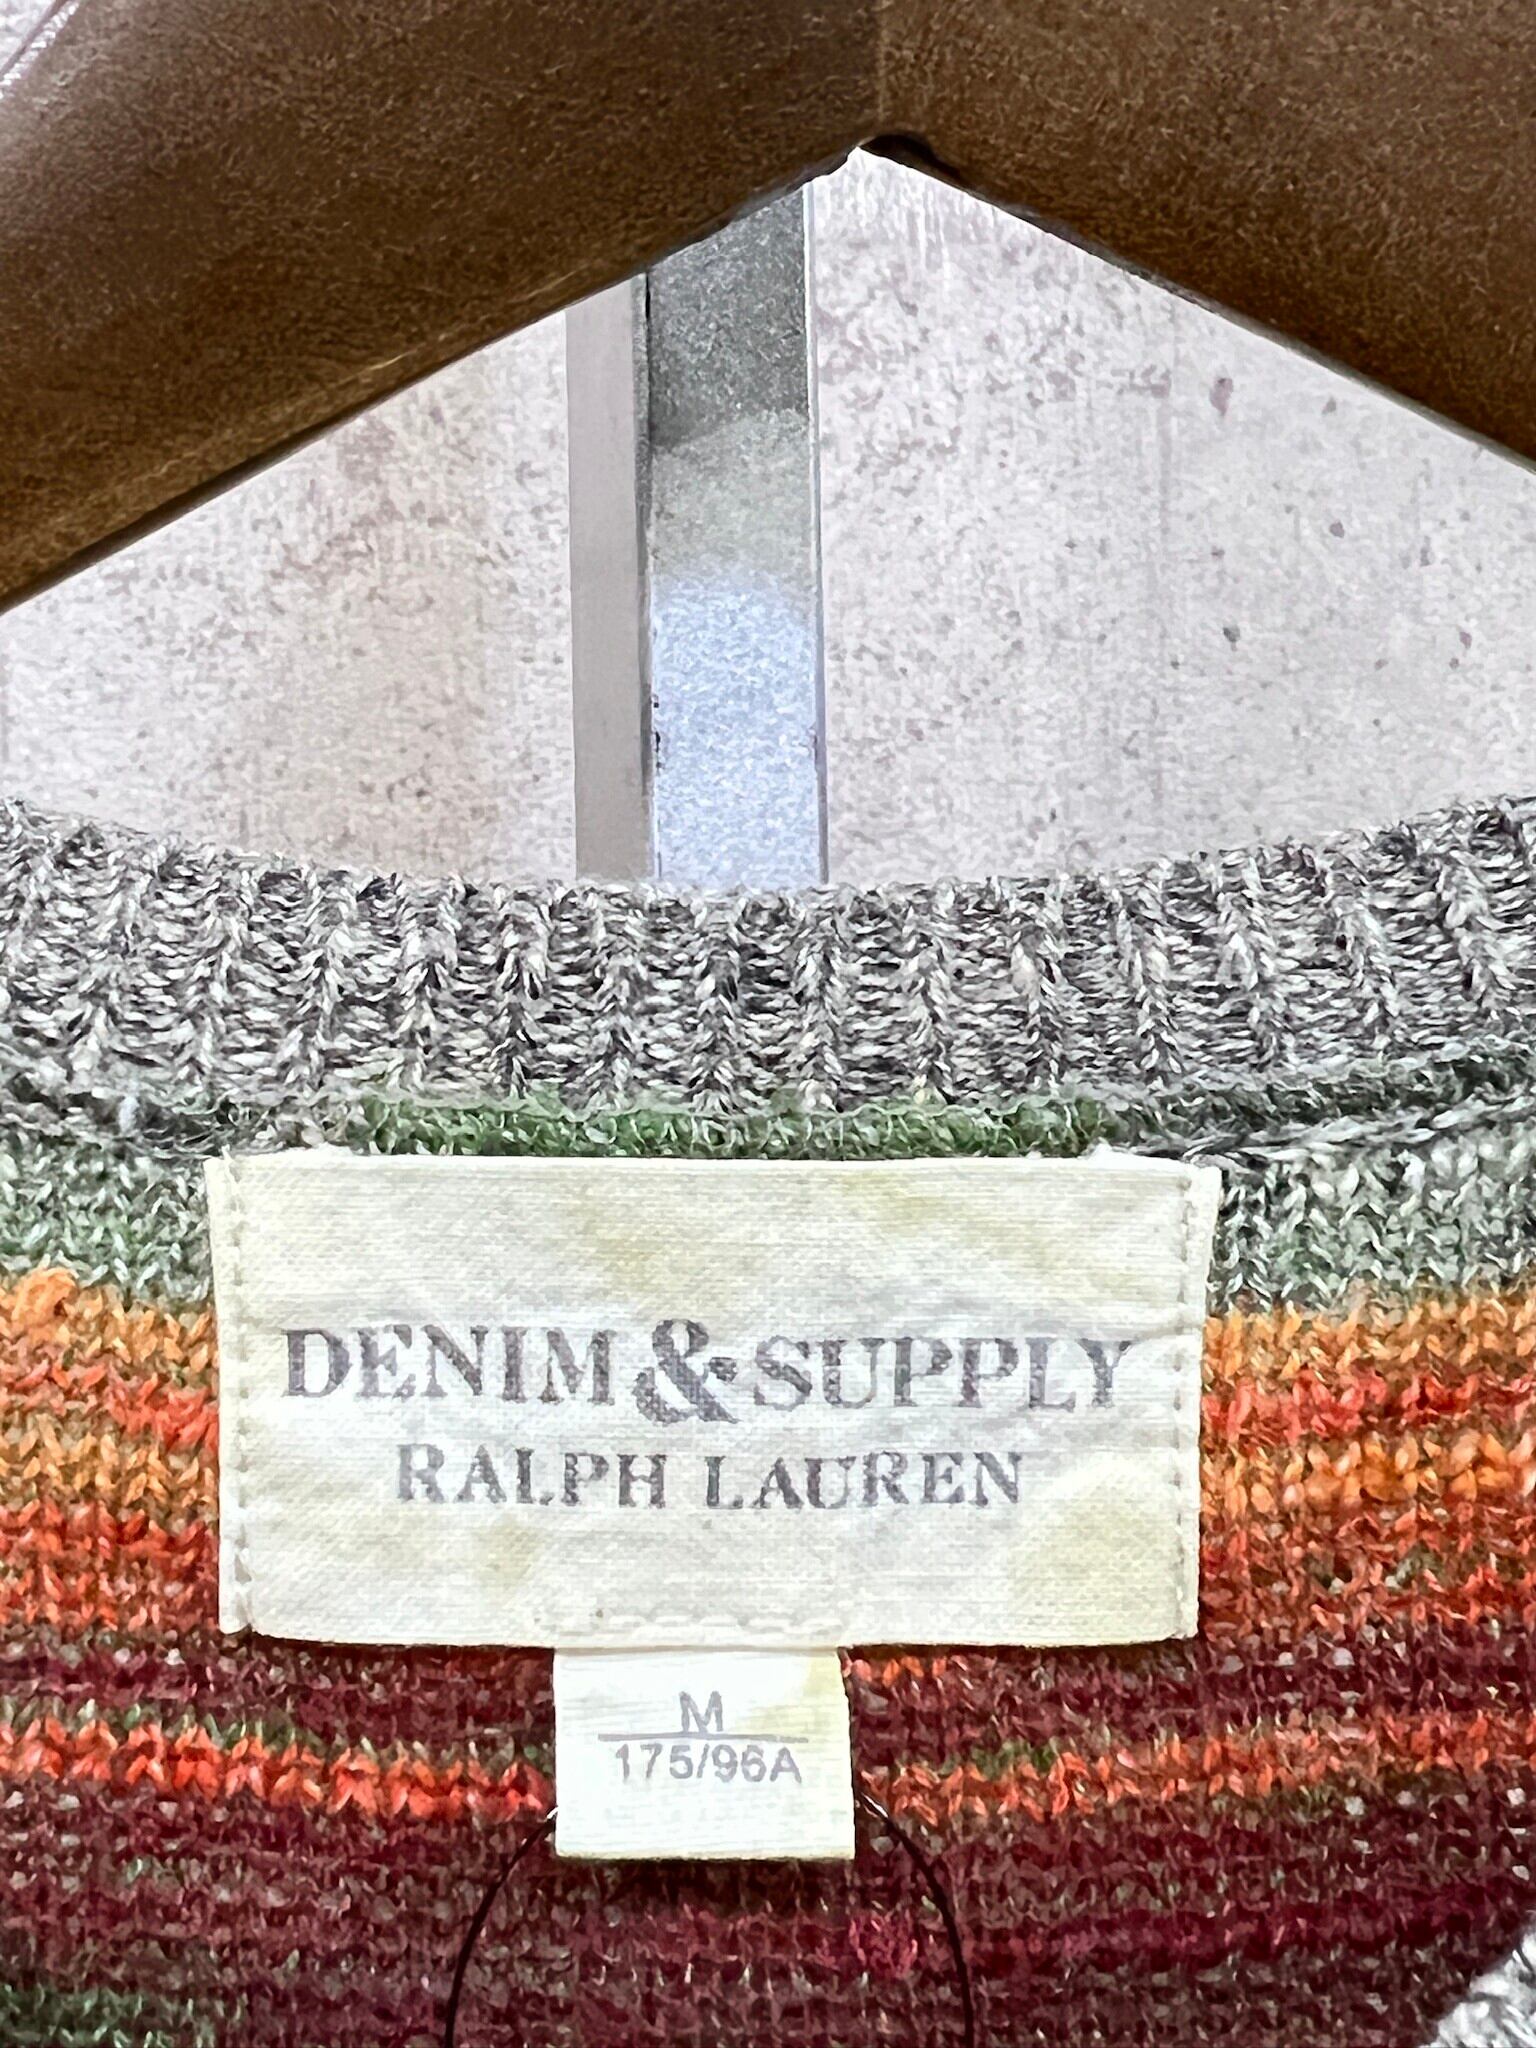 DENIM & SUPPLY
RALPH LAUREN
M
175/96A